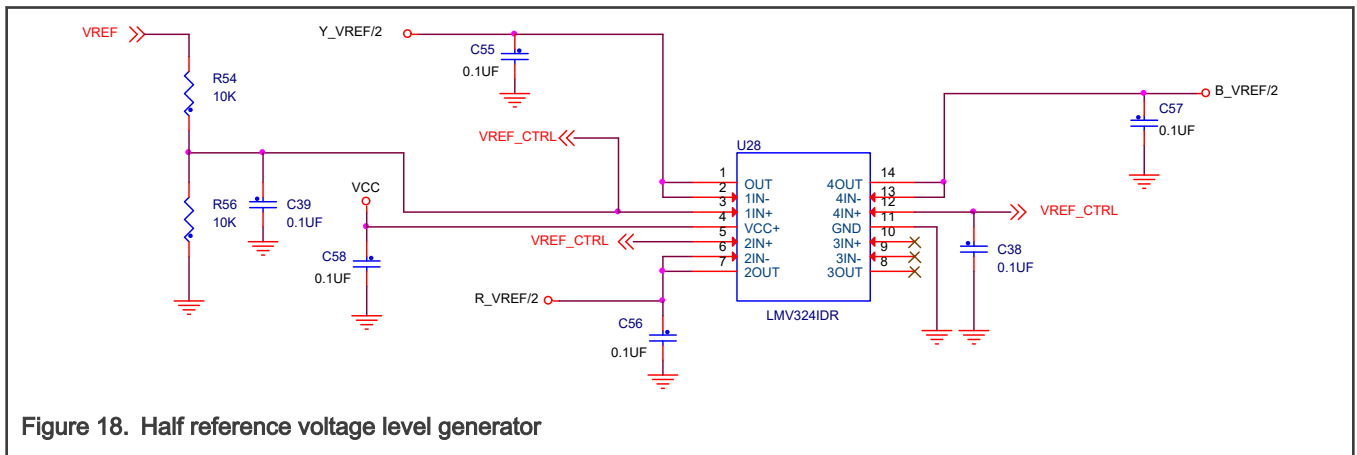 VREF
Y_VREF/2
C55
0.1UF
R54
10K
B_VREF/2
C57
0.1UF
VREF_CTRL
U28
R56
10K
C39
0.1UF
VCC
C58
0.1UF
VREF_CTRL
R_VREF/2
C56
0.1UF
1 OUT
2 1IN-
3 1IN+
4 VCC+
5 2IN+
6 2IN-
7 2OUT
4OUT 14
4IN- 13
4IN+ 12
GND 11
3IN+ 10
3IN- 9
3OUT 8
LMV324IDR
VREF_CTRL
C38
0.1UF
Figure 18. Half reference voltage level generator